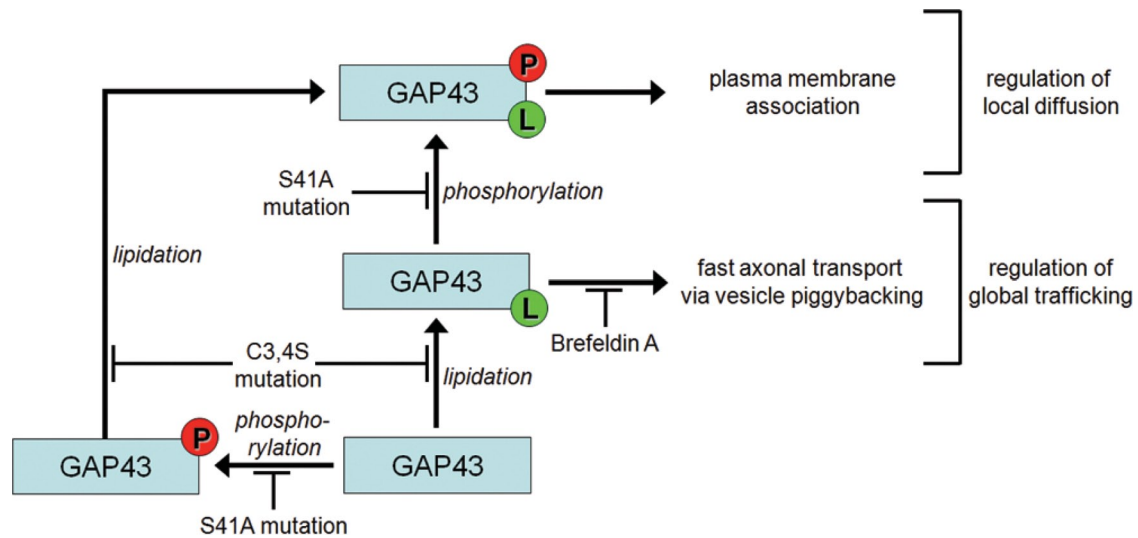 GAP43
P
L
plasma membrane
association
regulation of
local diffusion
S41A
mutation
phosphorylation
lipidation
GAP43
L
fast axonal transport
via vesicle piggybacking
regulation of
global trafficking
Brefeldin A
C3,4S
mutation
lipidation
phospho-
rylation
GAP43
P
GAP43
S41A mutation